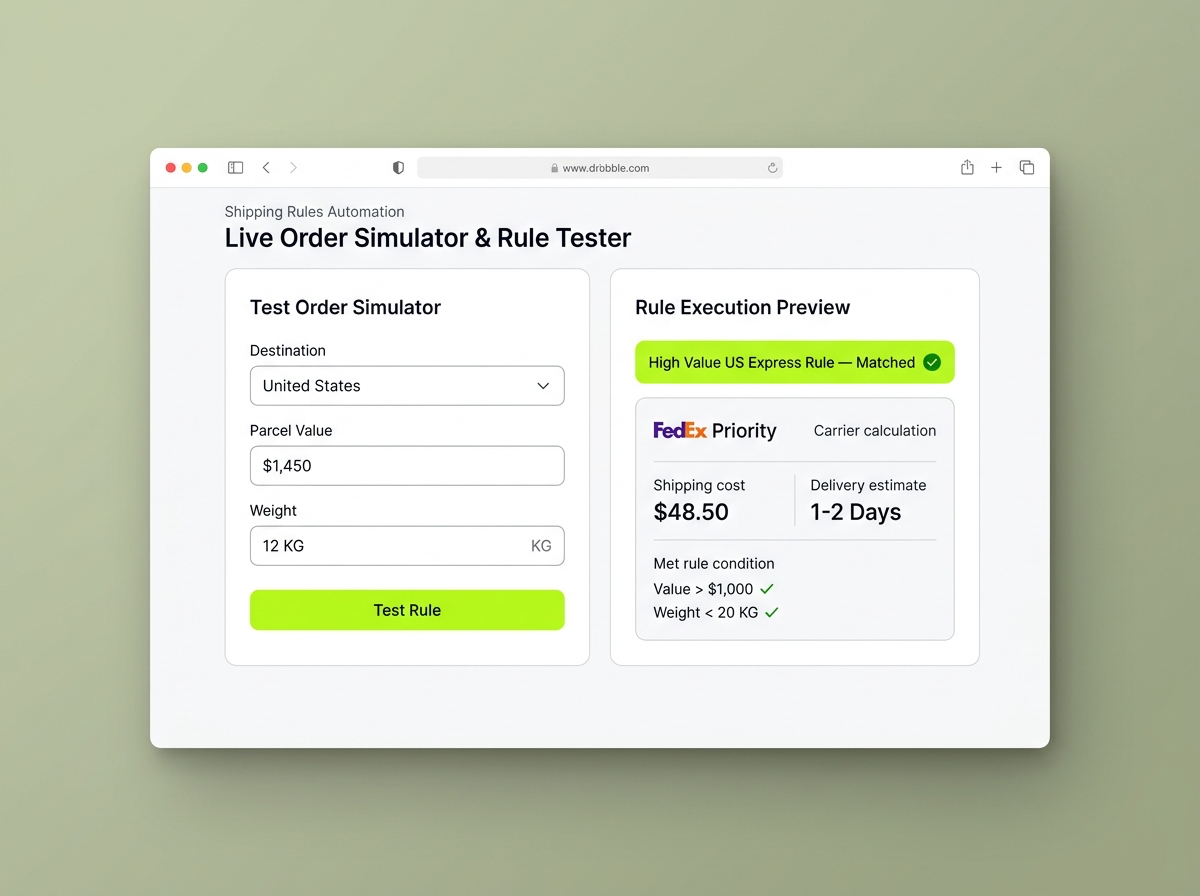 www.dribbble.com
Shipping Rules Automation
Live Order Simulator & Rule Tester
Test Order Simulator
Destination
United States
Parcel Value
$1,450
Weight
12 KG KG
Test Rule
Rule Execution Preview
High Value US Express Rule — Matched
FedEx Priority Carrier calculation
Shipping cost
$48.50
Delivery estimate
1-2 Days
Met rule condition
Value > $1,000
Weight < 20 KG